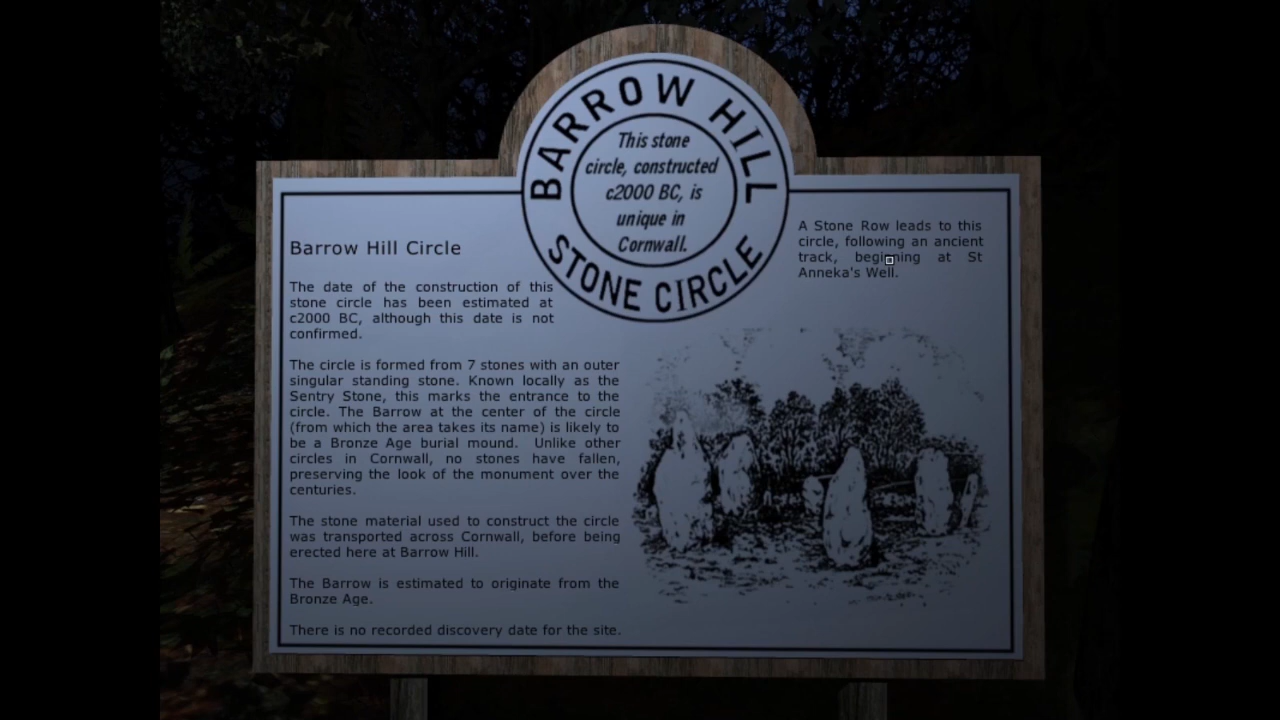 BARROW HILL
This stone
circle, constructed
c2000 BC, is
unique in
Cornwall.
STONE CIRCLE
Barrow Hill Circle
The date of the construction of this
stone circle has been estimated at
c2000 BC, although this date is not
confirmed.
The circle is formed from 7 stones with an outer
singular standing stone. Known locally as the
Sentry Stone, this marks the entrance to the
circle. The Barrow at the center of the circle
(from which the area takes its name) is likely to
be a Bronze Age burial mound. Unlike other
circles in Cornwall, no stones have fallen,
preserving the look of the monument over the
centuries.
The stone material used to construct the circle
was transported across Cornwall, before being
erected here at Barrow Hill.
The Barrow is estimated to originate from the
Bronze Age.
There is no recorded discovery date for the site.
A Stone Row leads to this
circle, following an ancient
track, beginning at St
Anneka's Well.